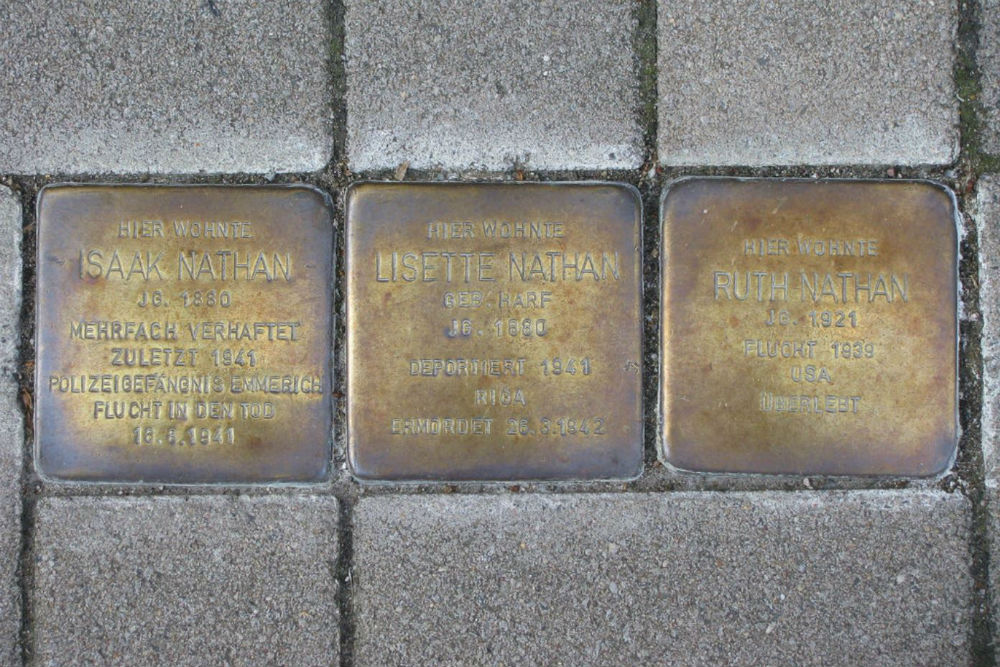 HIER WOHNTE
ISAAK NATHAN
JG. 1880
MEHRFACH VERHAFTET
ZULETZT 1941
POLIZEIGEFÄNGNIS EMMERICH
FLUCHT IN DEN TOD
16.5.1941
HIER WOHNTE
LISETTE NATHAN
GEB. HARF
JG. 1880
DEPORTIERT 1941
RIGA
ERMORDET 26.3.1942
HIER WOHNTE
RUTH NATHAN
JG. 1921
FLUCHT 1939
USA
ÜBERLEBT